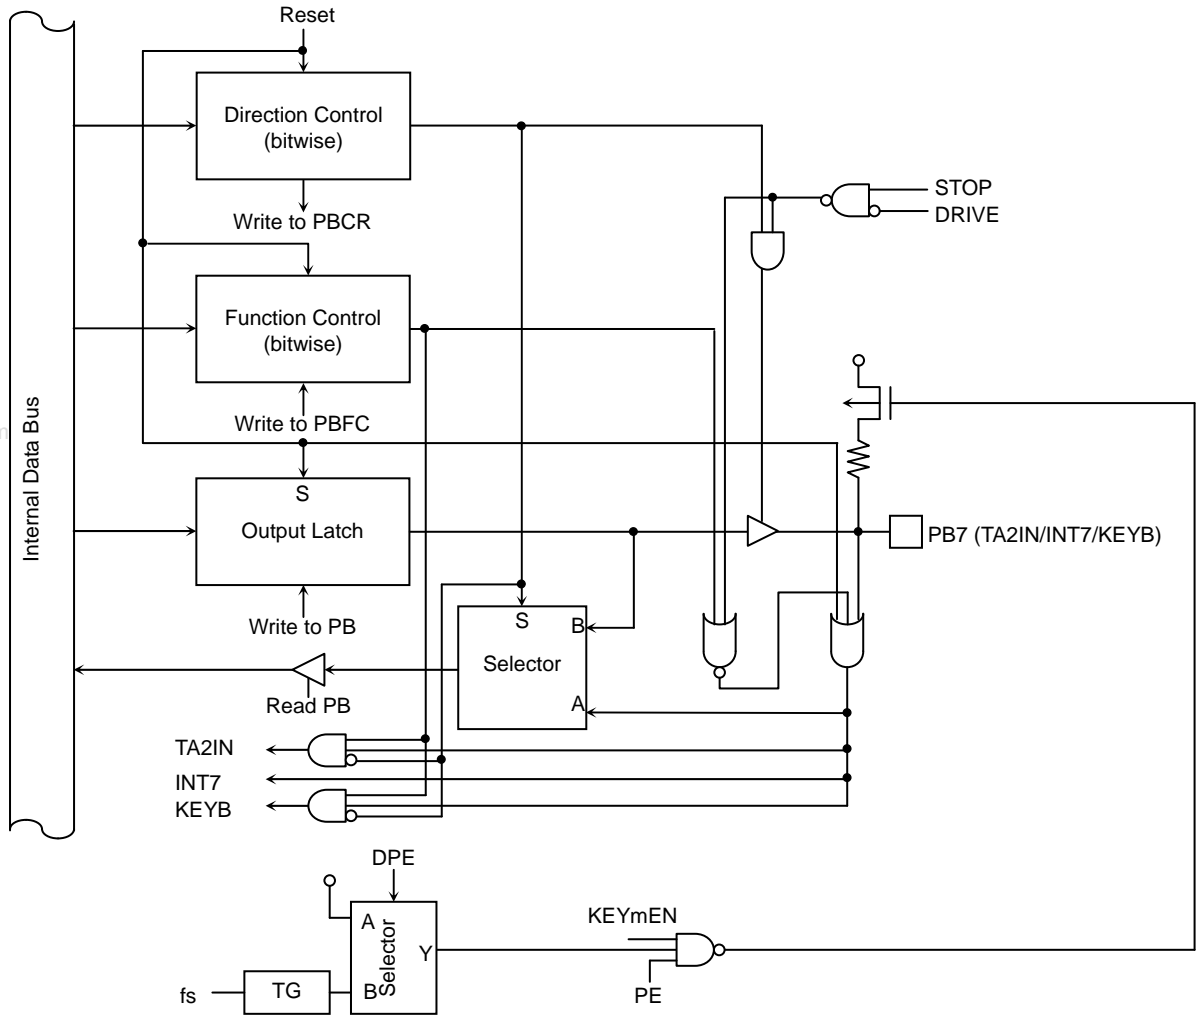 Reset
Direction Control
(bitwise)
STOP
DRIVE
Write to PBCR
Function Control
(bitwise)
Write to PBFC
Internal Data Bus
S
Output Latch
PB7 (TA2IN/INT7/KEYB)
Write to PB
S
B
Selector
A
Read PB
TA2IN
INT7
KEYB
DPE
A
Selector
Y
B
KEYmEN
PE
fs
TG